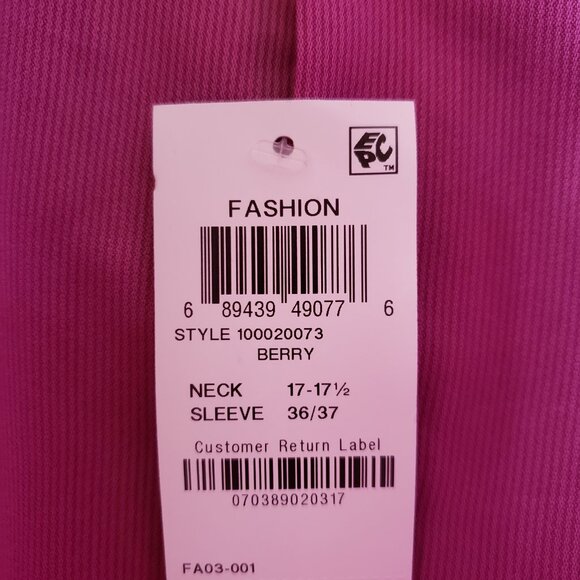 EPC
TM
FASHION
6 89439 49077 6
STYLE 100020073
BERRY
NECK 17-17½
SLEEVE 36/37
Customer Return Label
070389020317
FA03-001